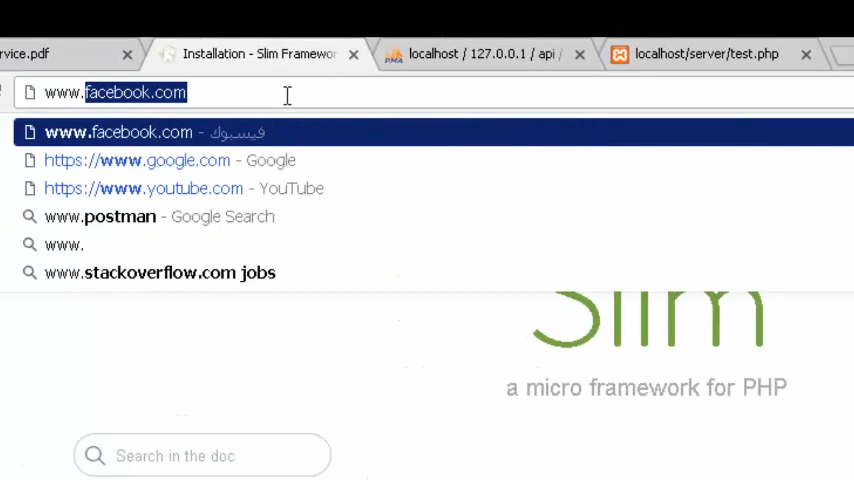 rvice.pdf
Installation - Slim Framewor
localhost / 127.0.0.1 / api /
localhost/server/test.php
www.facebook.com
www.facebook.com - فيسبوك
https://www.google.com - Google
https://www.youtube.com - YouTube
www.postman - Google Search
www.
www.stackoverflow.com jobs
Slim
a micro framework for PHP
Search in the doc